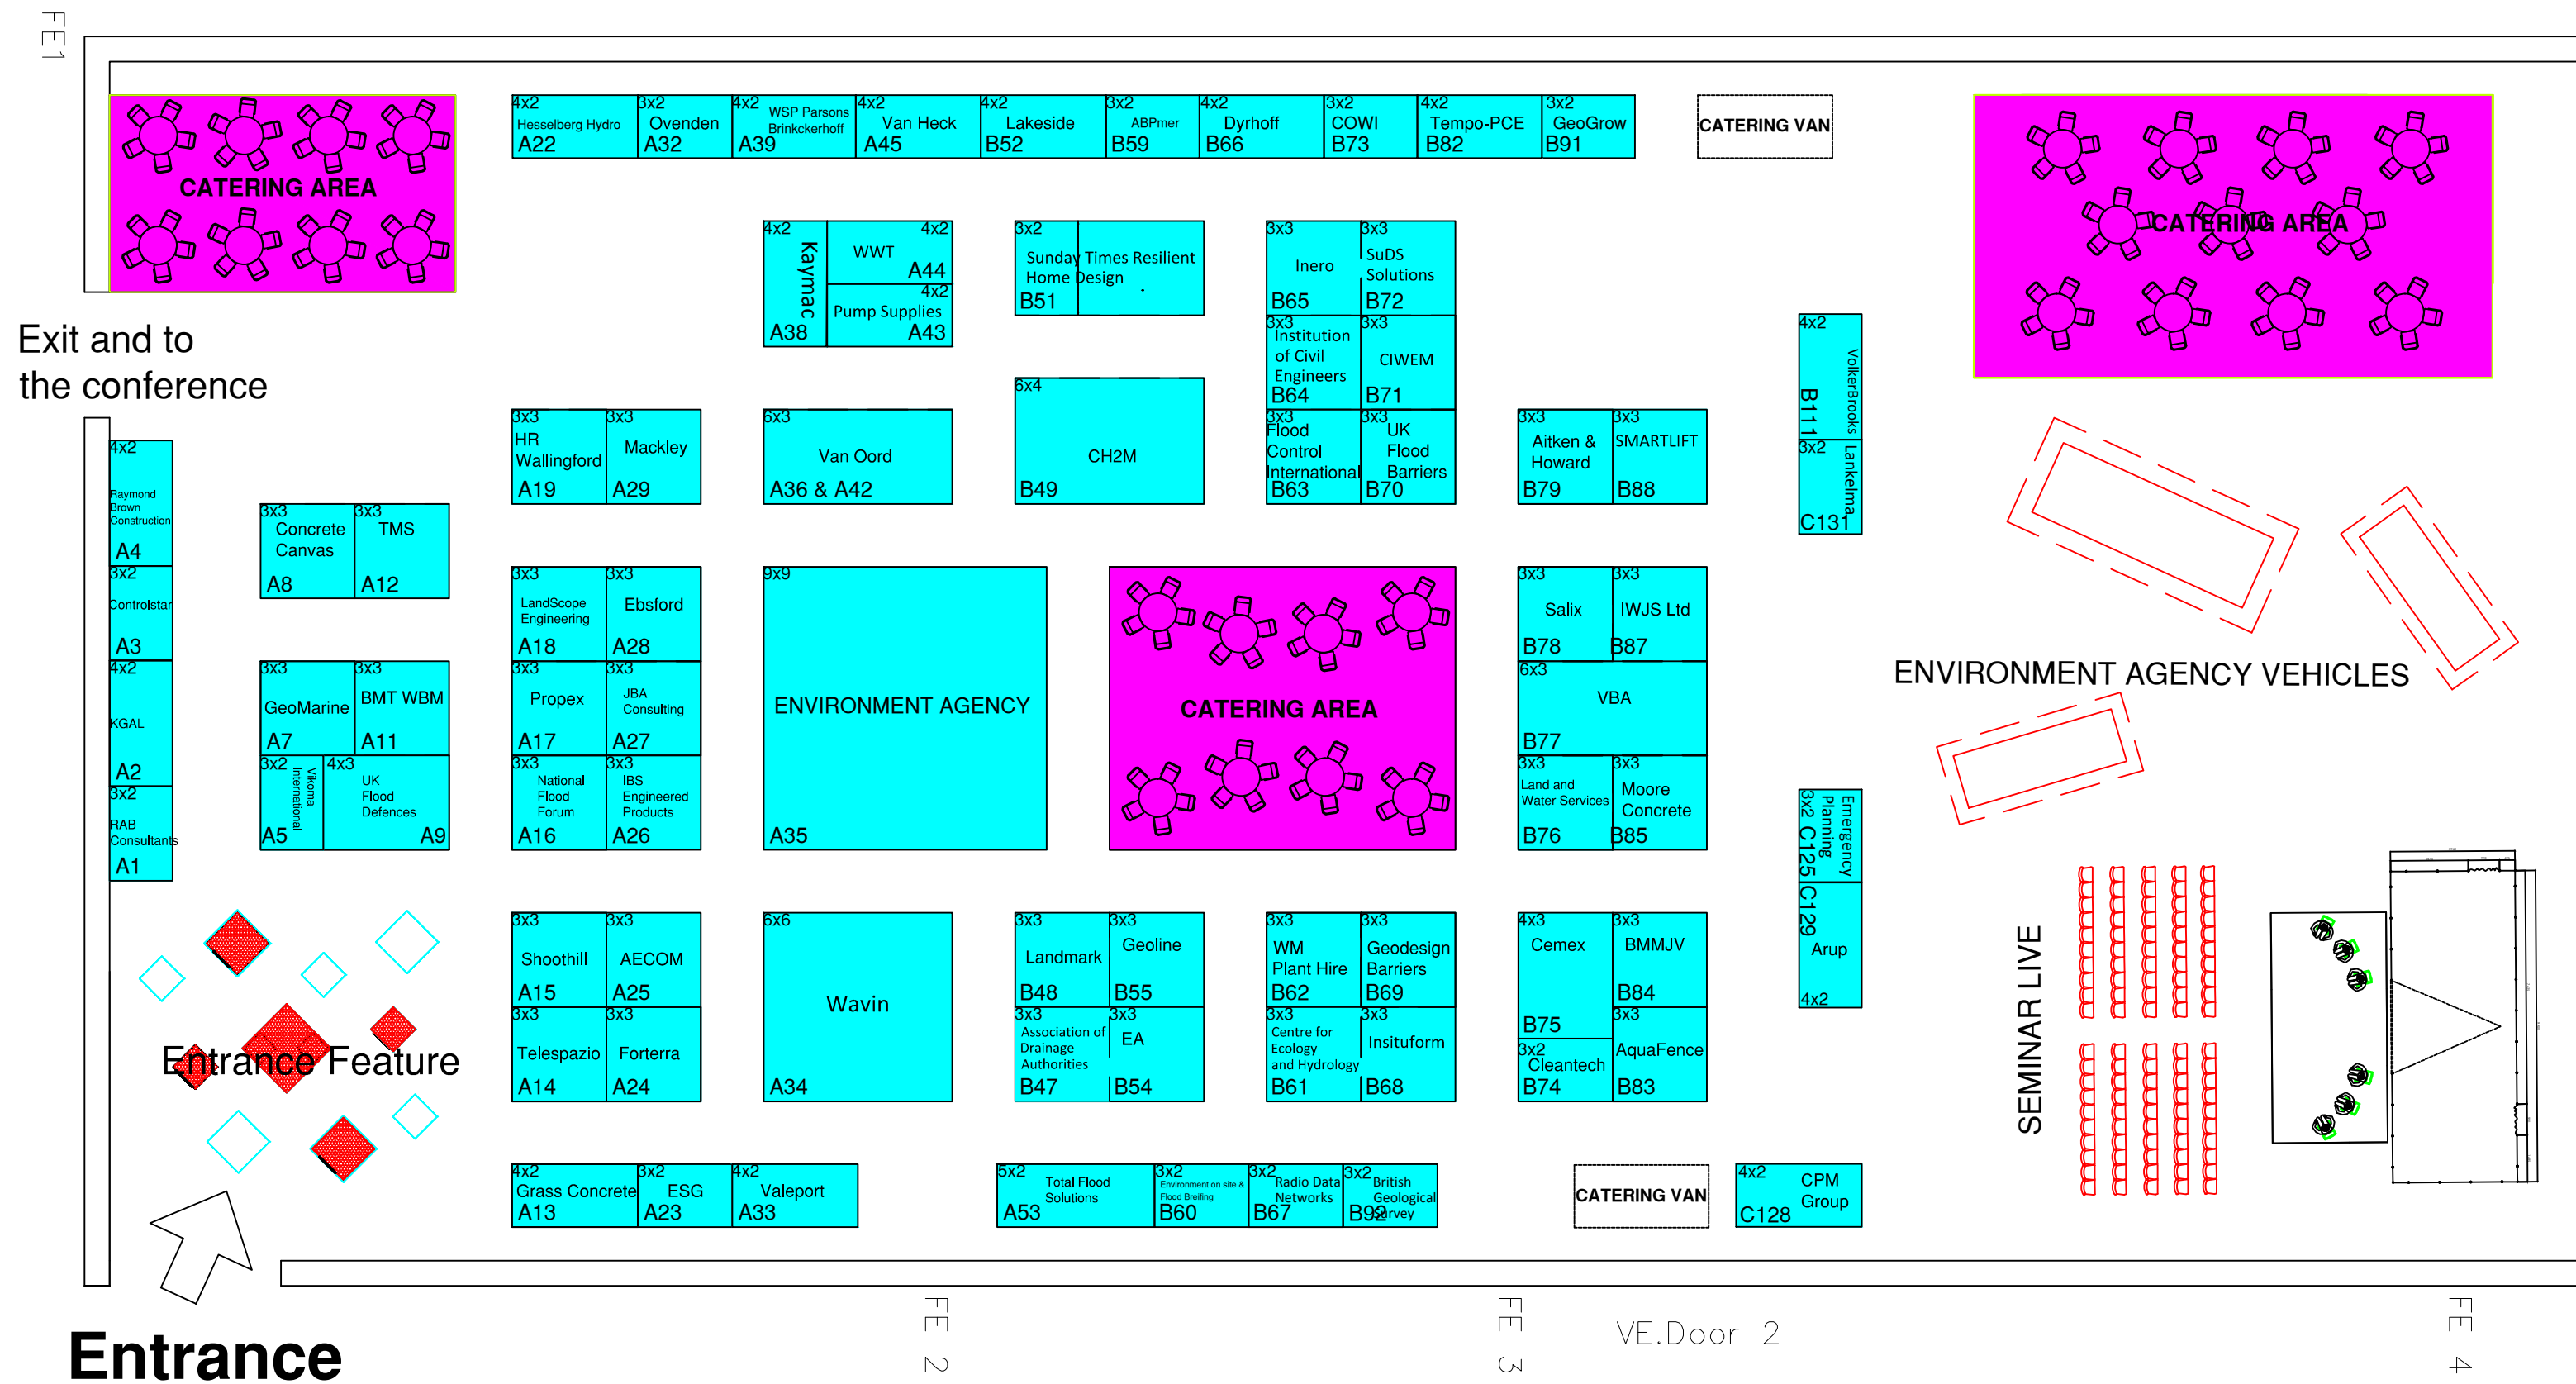 FE1
4x2
Hesselberg Hydro
A22
3x2
Ovenden
A32
4x2
WSP Parsons
Brinkckerhoff
A39
4x2
Van Heck
A45
4x2
Lakeside
B52
3x2
ABPmer
B59
4x2
Dyrhoff
B66
3x2
COWI
B73
4x2
Tempo-PCE
B82
3x2
GeoGrow
B91
CATERING VAN
CATERING AREA
CATERING AREA
4x2
Kaymac
A38
4x2
WWT
A44
4x2
Pump Supplies
A43
3x2
Sunday Times Resilient
Home Design
B51
3x3
Inero
B65
3x3
SuDS
Solutions
B72
3x3
Institution
of Civil
Engineers
B64
3x3
CIWEM
B71
3x3
Flood
Control
International
B63
3x3
UK
Flood
Barriers
B70
Exit and to
the conference
4x2
VolkerBrooks
B111
3x2
Lankelma
C131
3x3
HR
Wallingford
A19
3x3
Mackley
A29
6x3
Van Oord
A36 & A42
6x4
CH2M
B49
3x3
Aitken &
Howard
B79
3x3
SMARTLIFT
B88
4x2
Raymond
Brown
Construction
A4
3x2
Controlstar
A3
4x2
KGAL
A2
3x2
RAB
Consultants
A1
3x3
Concrete
Canvas
A8
3x3
TMS
A12
3x3
GeoMarine
A7
3x3
BMT WBM
A11
3x2
Vikoma
International
A5
4x3
UK
Flood
Defences
A9
3x3
LandScope
Engineering
A18
3x3
Ebsford
A28
3x3
Propex
A17
3x3
JBA
Consulting
A27
3x3
National
Flood
Forum
A16
3x3
IBS
Engineered
Products
A26
9x9
ENVIRONMENT AGENCY
A35
CATERING AREA
3x3
Salix
B78
3x3
IWJS Ltd
B87
6x3
VBA
B77
3x3
Land and
Water Services
B76
3x3
Moore
Concrete
B85
ENVIRONMENT AGENCY VEHICLES
3x2
Emergency
Planning
C125
C129
Arup
4x2
Entrance Feature
3x3
Shoothill
A15
3x3
AECOM
A25
3x3
Telespazio
A14
3x3
Forterra
A24
6x6
Wavin
A34
3x3
Landmark
B48
3x3
Geoline
B55
3x3
Association of
Drainage
Authorities
B47
3x3
EA
B54
3x3
WM
Plant Hire
B62
3x3
Geodesign
Barriers
B69
3x3
Centre for
Ecology
and Hydrology
B61
3x3
Insituform
B68
4x3
Cemex
B75
3x3
BMMJV
B84
3x2
Cleantech
B74
3x3
AquaFence
B83
SEMINAR LIVE
4x2
Grass Concrete
A13
3x2
ESG
A23
4x2
Valeport
A33
5x2
Total Flood
Solutions
A53
3x2
Environment on site &
Flood Breifing
B60
3x2
Radio Data
Networks
B67
3x2
British
Geological
Survey
B92
CATERING VAN
4x2
CPM
Group
C128
Entrance
FE 2
FE 3
VE.Door 2
FE 4